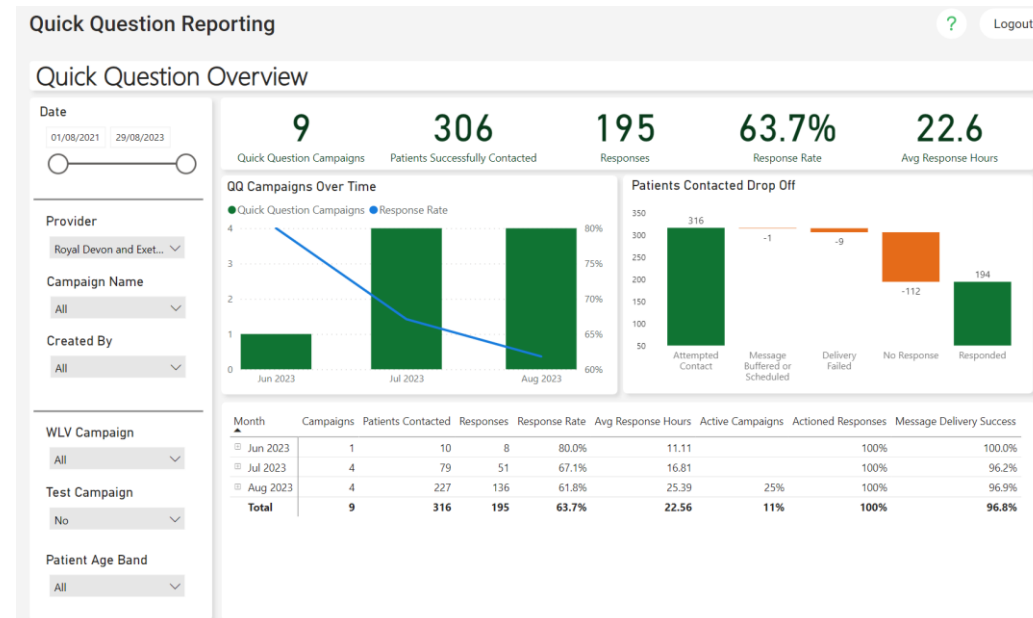 Quick Question Reporting
?
Logout
Quick Question Overview
Date
01/08/2021 29/08/2023
Provider
Royal Devon and Exet...
Campaign Name
All
Created By
All
WLV Campaign
All
Test Campaign
No
Patient Age Band
All
9 306 195 63.7% 22.6
Quick Question Campaigns Patients Successfully Contacted Responses Response Rate Avg Response Hours
QQ Campaigns Over Time
Quick Question Campaigns Response Rate
4 80%
3 75%
2 70%
1 65%
0 60%
Jun 2023 Jul 2023 Aug 2023
Patients Contacted Drop Off
350
300
250
200
150
100
50
316 -1 -9 -112 194
Attempted Contact
Message Buffered or Scheduled
Delivery Failed
No Response
Responded
Month Campaigns Patients Contacted Responses Response Rate Avg Response Hours Active Campaigns Actioned Responses Message Delivery Success
Jun 2023 1 10 8 80.0% 11.11 100% 100.0%
Jul 2023 4 79 51 67.1% 16.81 100% 96.2%
Aug 2023 4 227 136 61.8% 25.39 25% 100% 96.9%
Total 9 316 195 63.7% 22.56 11% 100% 96.8%